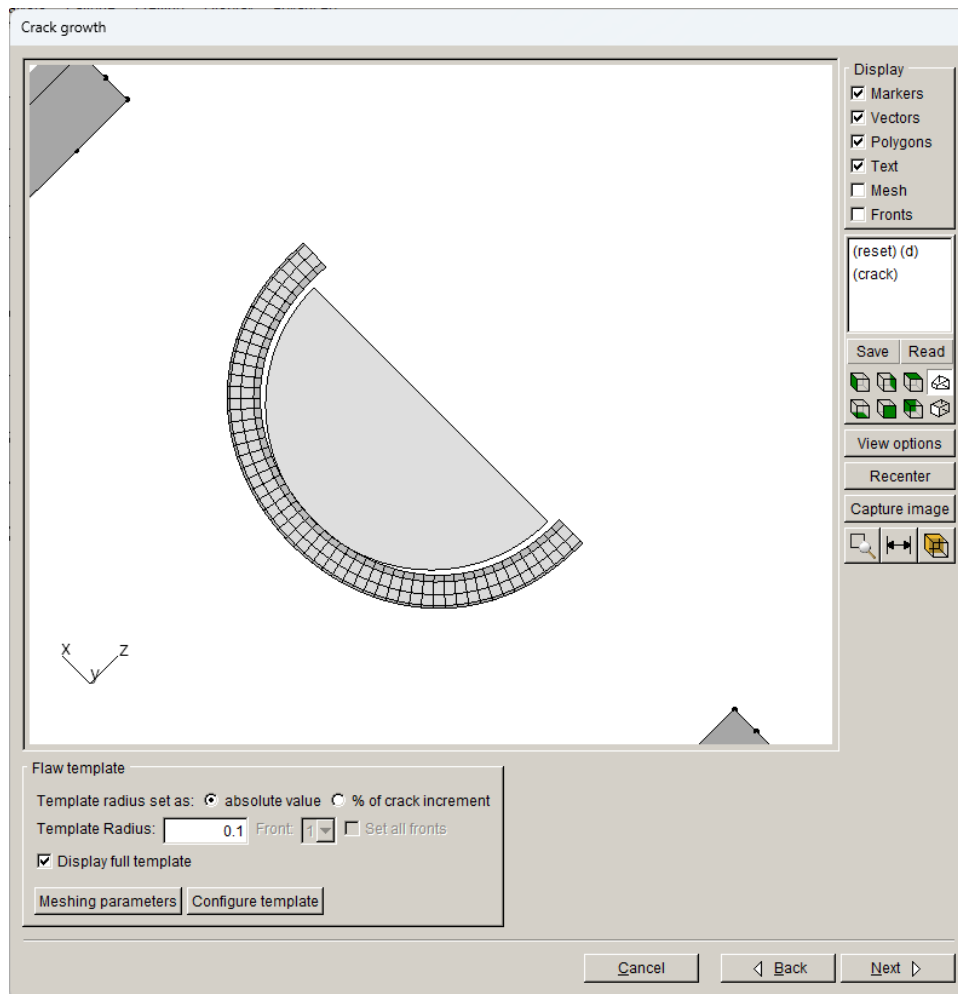 Crack growth
Display
Markers
Vectors
Polygons
Text
Mesh
Fronts
(reset) (d)
(crack)
Save Read
View options
Recenter
Capture image
X Z
y
Flaw template
Template radius set as: absolute value % of crack increment
Template Radius: 0.1 Front: 1 Set all fronts
Display full template
Meshing parameters Configure template
Cancel Back Next